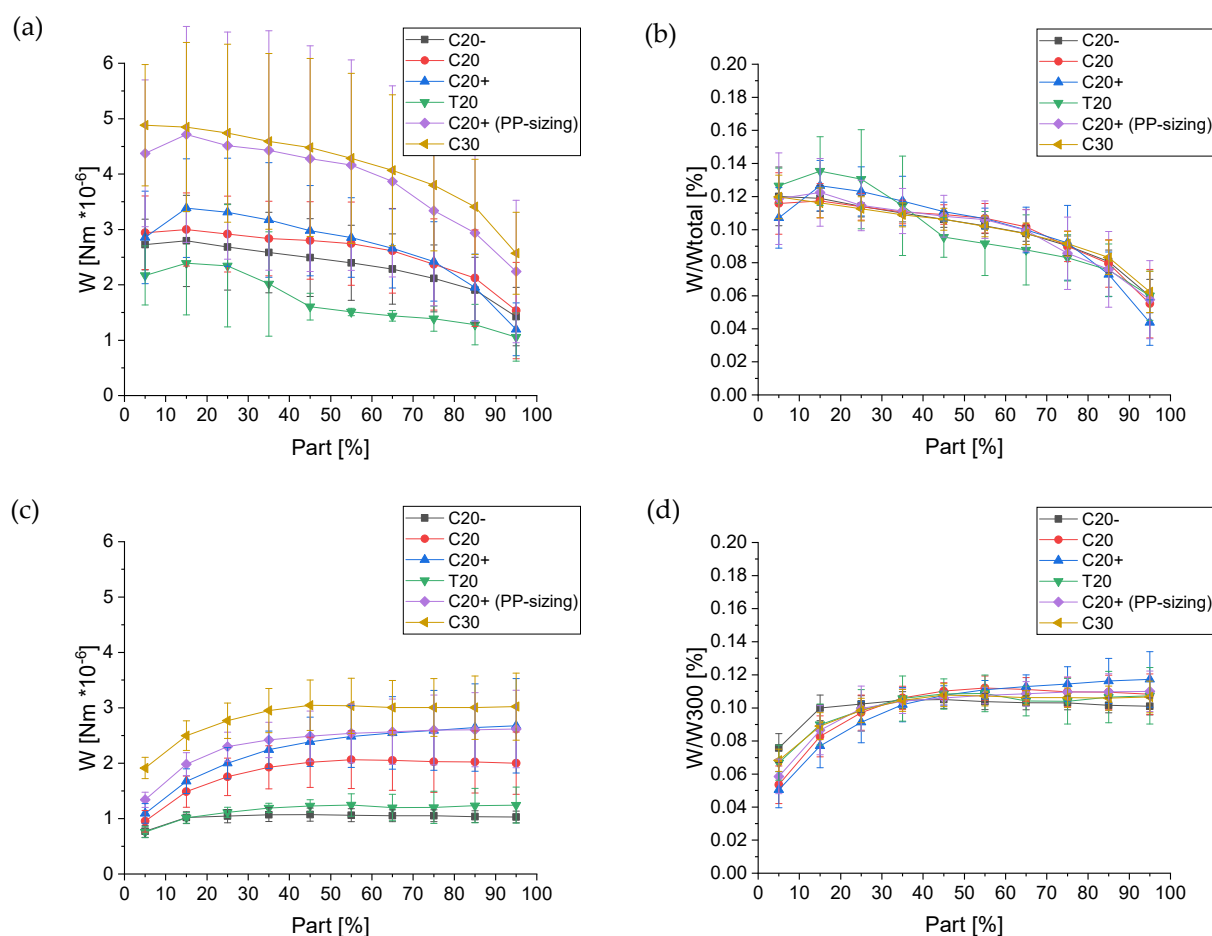 (a)
C20-
C20
C20+
T20
C20+ (PP-sizing)
C30
6
5
4
3
2
1
0
W [Nm *10⁻⁶]
0 10 20 30 40 50 60 70 80 90 100
Part [%]
(b)
C20-
C20
C20+
T20
C20+ (PP-sizing)
C30
0.20
0.18
0.16
0.14
0.12
0.10
0.08
0.06
0.04
0.02
0.00
W/Wtotal [%]
0 10 20 30 40 50 60 70 80 90 100
Part [%]
(c)
C20-
C20
C20+
T20
C20+ (PP-sizing)
C30
6
5
4
3
2
1
0
W [Nm *10⁻⁶]
0 10 20 30 40 50 60 70 80 90 100
Part [%]
(d)
C20-
C20
C20+
T20
C20+ (PP-sizing)
C30
0.20
0.18
0.16
0.14
0.12
0.10
0.08
0.06
0.04
0.02
0.00
W/W300 [%]
0 10 20 30 40 50 60 70 80 90 100
Part [%]